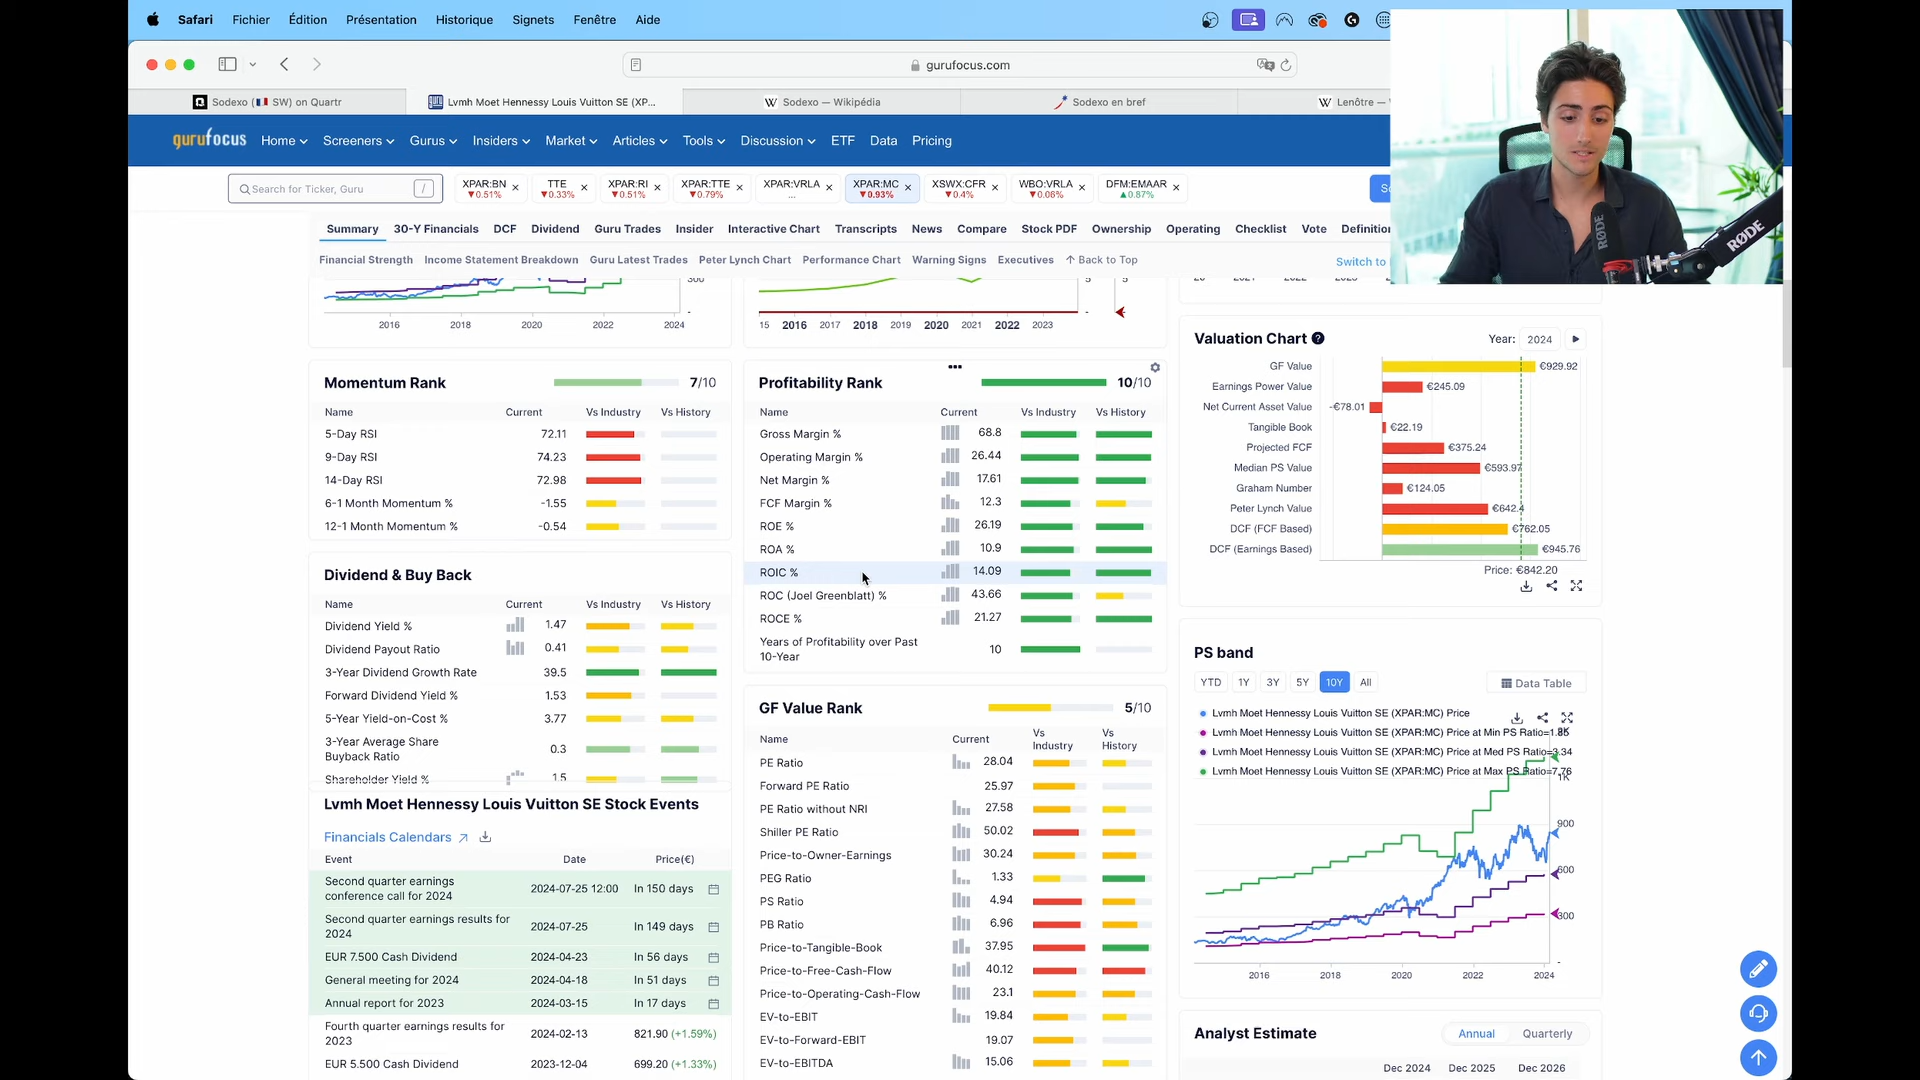 Safari Fichier Édition Présentation Historique Signets Fenêtre Aide
gurufocus.com
Sodexo (🇫🇷 SW) on Quartr
Lvmh Moet Hennessy Louis Vuitton SE (XP...
Sodexo — Wikipédia
Sodexo en bref
Lenôtre —
gurufocus Home Screeners Gurus Insiders Market Articles Tools Discussion ETF Data Pricing
Search for Ticker, Guru /
XPAR:BN × TTE × XPAR:RI × XPAR:TTE × XPAR:VRLA × XPAR:MC × XSWX:CFR × WBO:VRLA × DFM:EMAAR ×
▼0.51% ▼0.33% ▼0.51% ▼0.79% ... ▼0.93% ▼0.4% ▼0.06% ▲0.87%
Summary 30-Y Financials DCF Dividend Guru Trades Insider Interactive Chart Transcripts News Compare Stock PDF Ownership Operating Checklist Vote Definition
Financial Strength Income Statement Breakdown Guru Latest Trades Peter Lynch Chart Performance Chart Warning Signs Executives ↑ Back to Top
Switch to
RØDE
RØDE
300
2016 2018 2020 2022 2024
5 5
15 2016 2017 2018 2019 2020 2021 2022 2023
Momentum Rank 7/10
Name Current Vs Industry Vs History
5-Day RSI 72.11
9-Day RSI 74.23
14-Day RSI 72.98
6-1 Month Momentum % -1.55
12-1 Month Momentum % -0.54
Dividend & Buy Back
Name Current Vs Industry Vs History
Dividend Yield % 1.47
Dividend Payout Ratio 0.41
3-Year Dividend Growth Rate 39.5
Forward Dividend Yield % 1.53
5-Year Yield-on-Cost % 3.77
3-Year Average Share
Buyback Ratio 0.3
Shareholder Yield % 1.5
Lvmh Moet Hennessy Louis Vuitton SE Stock Events
Financials Calendars
Event Date Price(€)
Second quarter earnings
conference call for 2024 2024-07-25 12:00 In 150 days
Second quarter earnings results for
2024 2024-07-25 In 149 days
EUR 7.500 Cash Dividend 2024-04-23 In 56 days
General meeting for 2024 2024-04-18 In 51 days
Annual report for 2023 2024-03-15 In 17 days
Fourth quarter earnings results for
2023 2024-02-13 821.90 (+1.59%)
EUR 5.500 Cash Dividend 2023-12-04 699.20 (+1.33%)
Profitability Rank 10/10
Name Current Vs Industry Vs History
Gross Margin % 68.8
Operating Margin % 26.44
Net Margin % 17.61
FCF Margin % 12.3
ROE % 26.19
ROA % 10.9
ROIC % 14.09
ROC (Joel Greenblatt) % 43.66
ROCE % 21.27
Years of Profitability over Past
10-Year 10
GF Value Rank 5/10
Name Current Vs Industry Vs History
PE Ratio 28.04
Forward PE Ratio 25.97
PE Ratio without NRI 27.58
Shiller PE Ratio 50.02
Price-to-Owner-Earnings 30.24
PEG Ratio 1.33
PS Ratio 4.94
PB Ratio 6.96
Price-to-Tangible-Book 37.95
Price-to-Free-Cash-Flow 40.12
Price-to-Operating-Cash-Flow 23.1
EV-to-EBIT 19.84
EV-to-Forward-EBIT 19.07
EV-to-EBITDA 15.06
Valuation Chart ? Year: 2024
GF Value €929.92
Earnings Power Value €245.09
Net Current Asset Value -€78.01
Tangible Book €22.19
Projected FCF €375.24
Median PS Value €593.97
Graham Number €124.05
Peter Lynch Value €642.4
DCF (FCF Based) €762.05
DCF (Earnings Based) €945.76
Price: €842.20
PS band
YTD 1Y 3Y 5Y 10Y All Data Table
Lvmh Moet Hennessy Louis Vuitton SE (XPAR:MC) Price
Lvmh Moet Hennessy Louis Vuitton SE (XPAR:MC) Price at Min PS Ratio=1.85
Lvmh Moet Hennessy Louis Vuitton SE (XPAR:MC) Price at Med PS Ratio=3.34
Lvmh Moet Hennessy Louis Vuitton SE (XPAR:MC) Price at Max PS Ratio=7.76
1K
900
600
300
2016 2018 2020 2022 2024
Analyst Estimate Annual Quarterly
Dec 2024 Dec 2025 Dec 2026